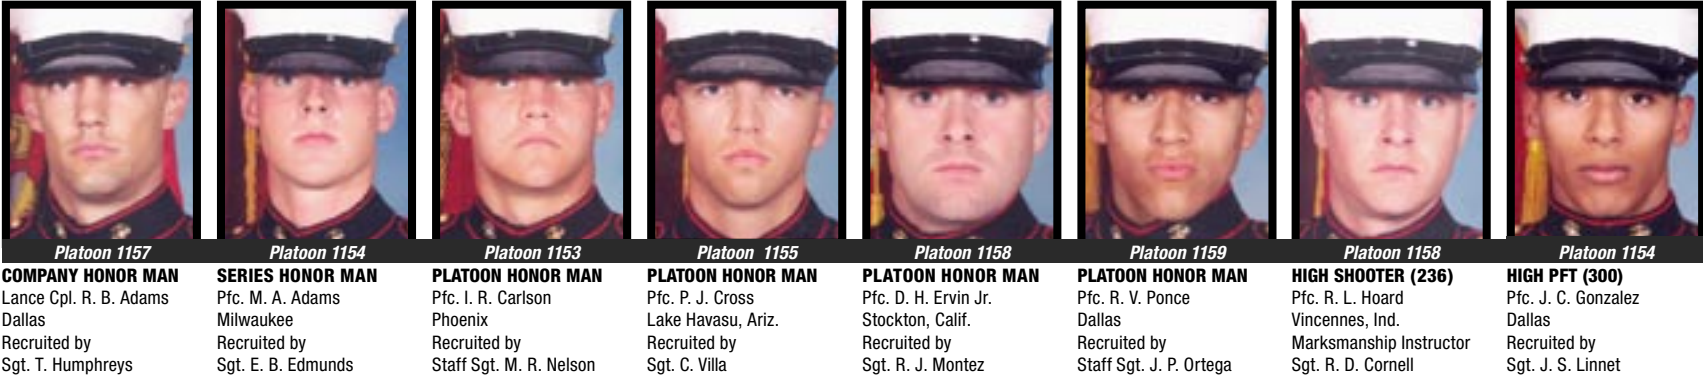 Platoon 1157
COMPANY HONOR MAN
Lance Cpl. R. B. Adams
Dallas
Recruited by
Sgt. T. Humphreys
Platoon 1154
SERIES HONOR MAN
Pfc. M. A. Adams
Milwaukee
Recruited by
Sgt. E. B. Edmunds
Platoon 1153
PLATOON HONOR MAN
Pfc. I. R. Carlson
Phoenix
Recruited by
Staff Sgt. M. R. Nelson
Platoon 1155
PLATOON HONOR MAN
Pfc. P. J. Cross
Lake Havasu, Ariz.
Recruited by
Sgt. C. Villa
Platoon 1158
PLATOON HONOR MAN
Pfc. D. H. Ervin Jr.
Stockton, Calif.
Recruited by
Sgt. R. J. Montez
Platoon 1159
PLATOON HONOR MAN
Pfc. R. V. Ponce
Dallas
Recruited by
Staff Sgt. J. P. Ortega
Platoon 1158
HIGH SHOOTER (236)
Pfc. R. L. Hoard
Vincennes, Ind.
Marksmanship Instructor
Sgt. R. D. Cornell
Platoon 1154
HIGH PFT (300)
Pfc. J. C. Gonzalez
Dallas
Recruited by
Sgt. J. S. Linnet